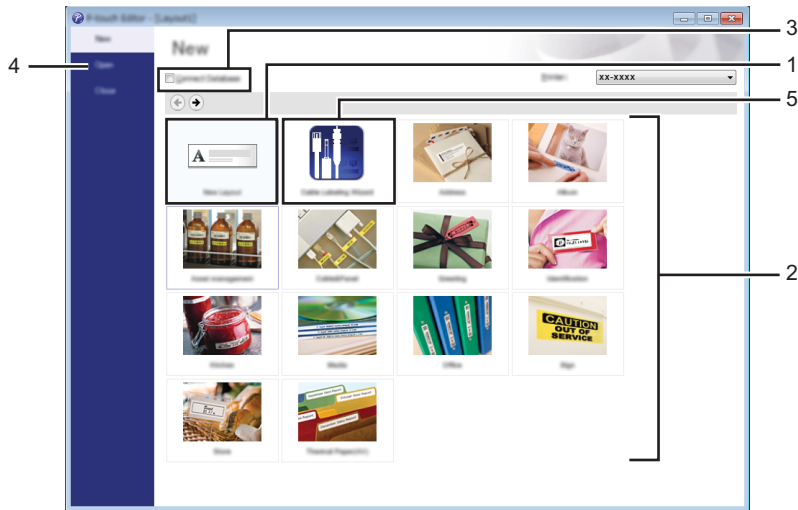 P-touch Editor - [Layout1]
3
New
New
4
Open
Connect Database
Printer:
XX-XXXX
1
Close
5
A
New Layout
Cable Labeling Wizard
Address
Album
Asset management
Cable&Panel
Greeting
Identification
2
CAUTION
OUT OF
SERVICE
Kitchen
Media
Office
Sign
Store
Thermal Paper(A4)